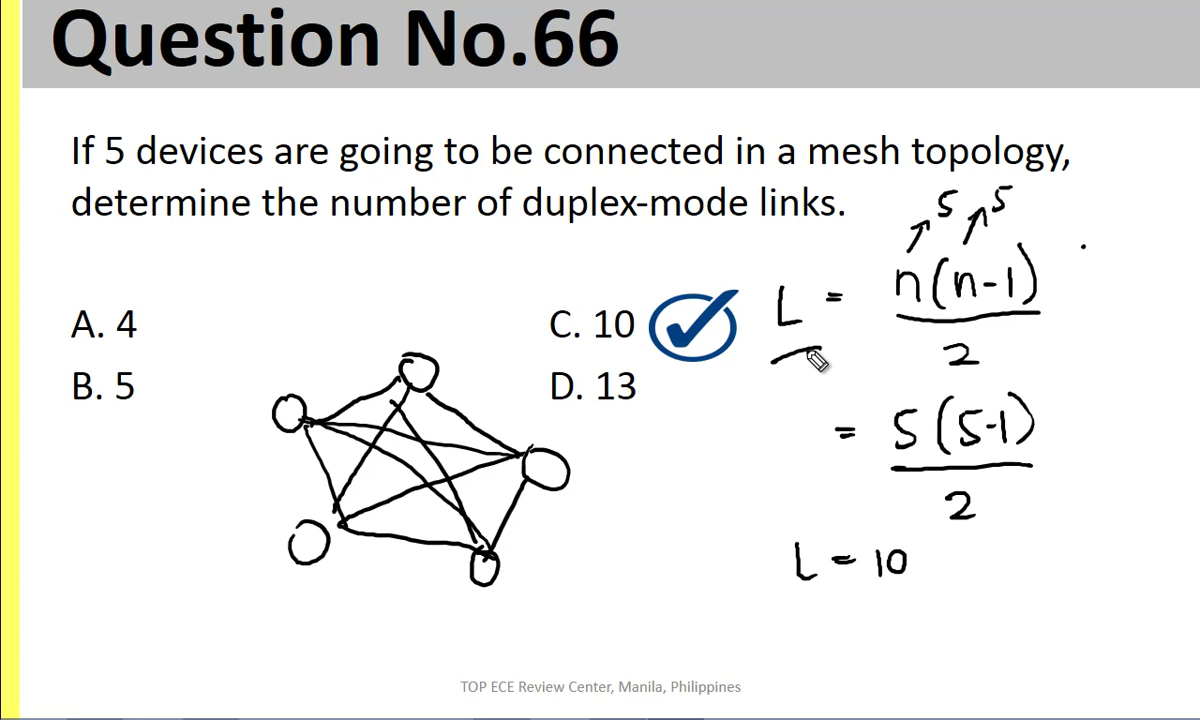 Question No.66
If 5 devices are going to be connected in a mesh topology,
determine the number of duplex-mode links.
A. 4
B. 5
C. 10
D. 13
5 5
L = n(n-1)
2
= 5(5-1)
2
L = 10
TOP ECE Review Center, Manila, Philippines